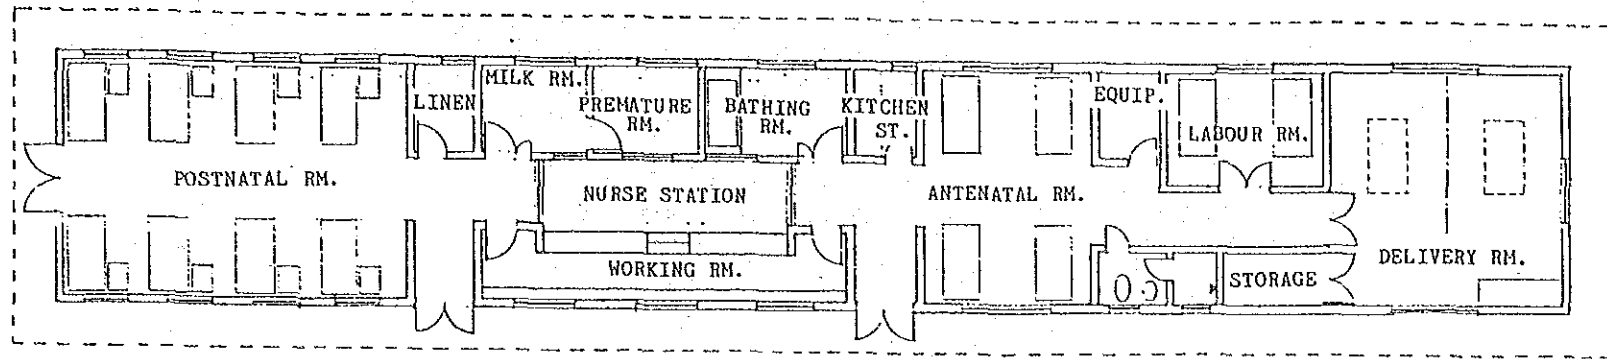 LINEN
MILK RM.
PREMATURE
RM.
BATHING
RM.
KITCHEN
ST.
EQUIP.
LABOUR RM.
POSTNATAL RM.
NURSE STATION
ANTENATAL RM.
WORKING RM.
STORAGE
DELIVERY RM.